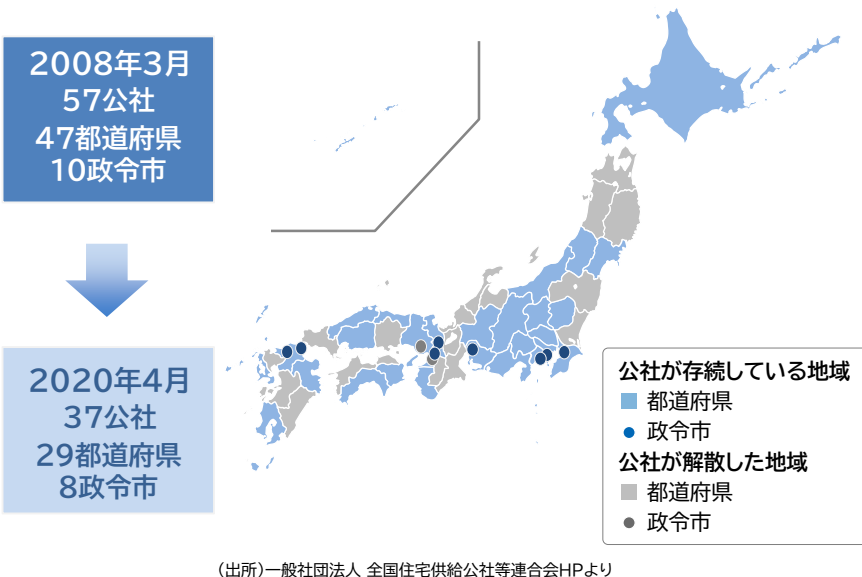 2008年3月
57公社
47都道府県
10政令市
2020年4月
37公社
29都道府県
8政令市
公社が存続している地域
都道府県
政令市
公社が解散した地域
都道府県
政令市
（出所）一般社団法人 全国住宅供給公社等連合会HPより